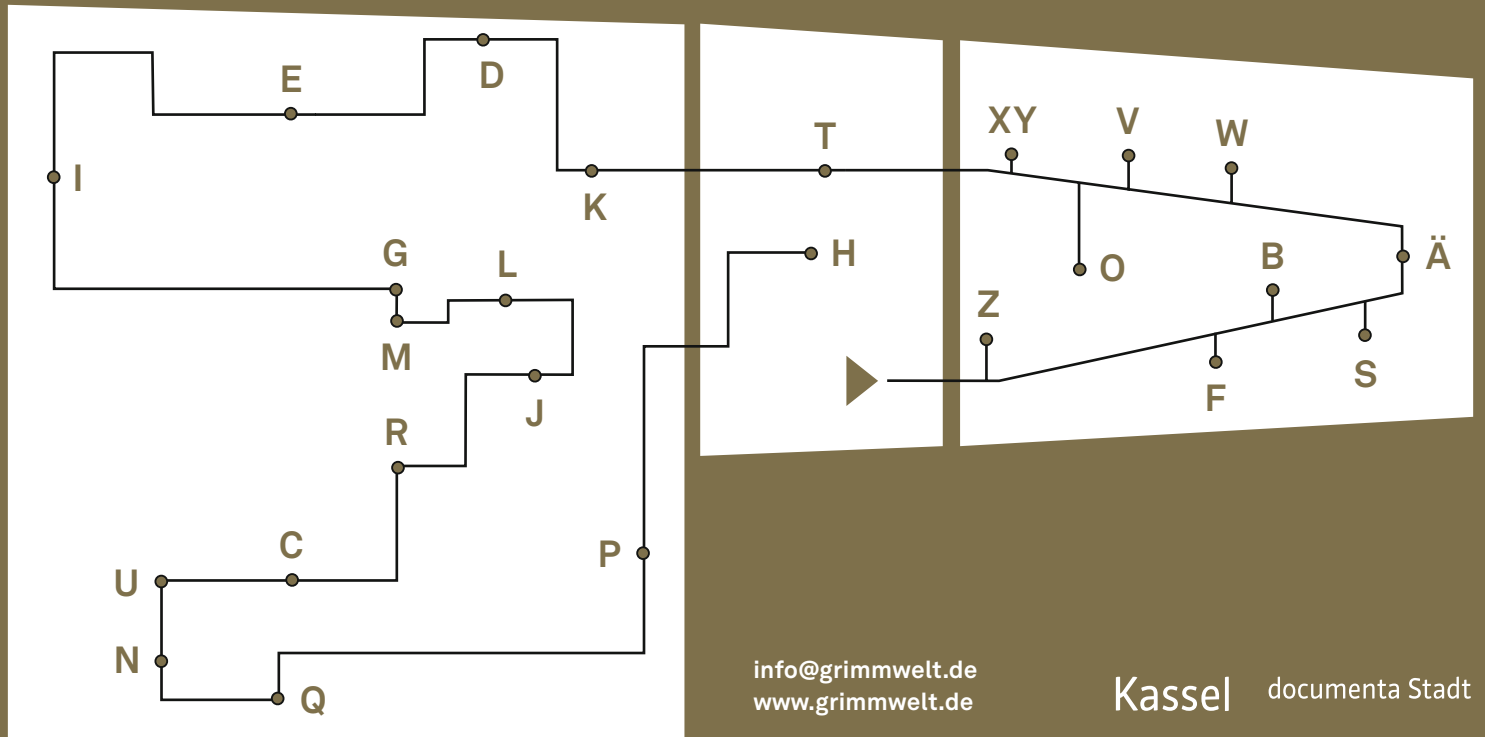 D
E
XY
V
W
T
I
K
G
L
H
O
B
Ä
Z
M
J
F
S
R
C
P
U
N
Q
info@grimmwelt.de
www.grimmwelt.de
Kassel documenta Stadt